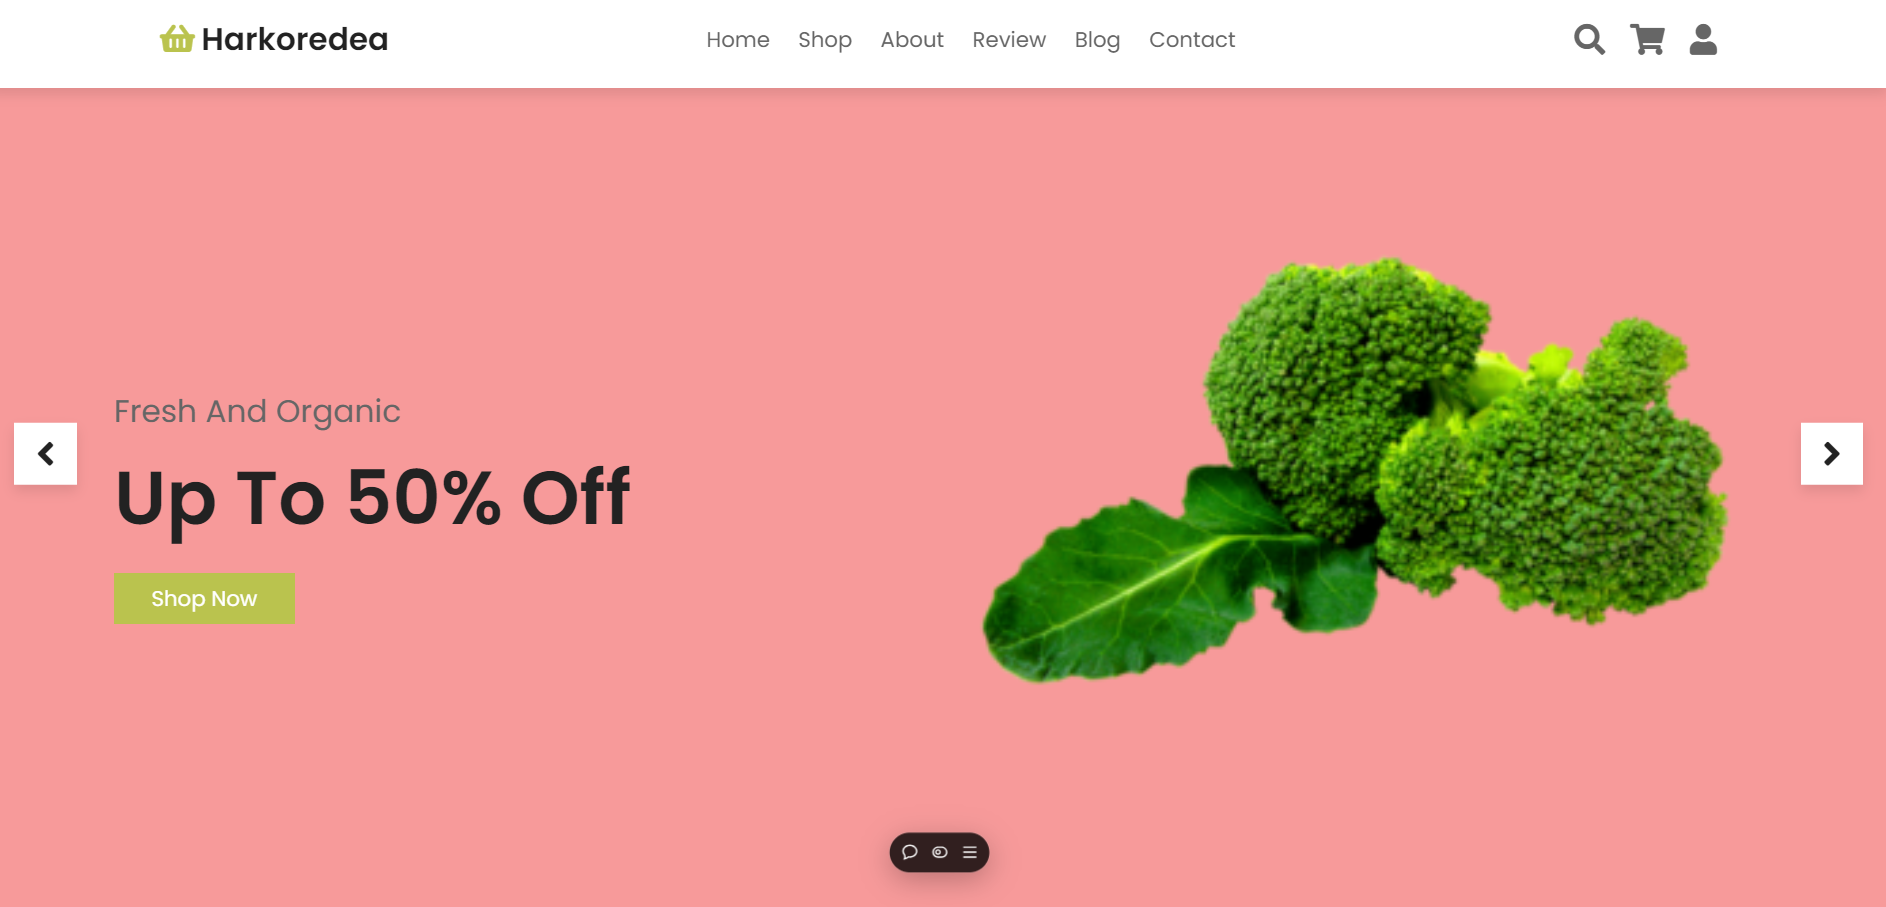 Harkoredea
Home Shop About Review Blog Contact
Fresh And Organic
Up To 50% Off
Shop Now